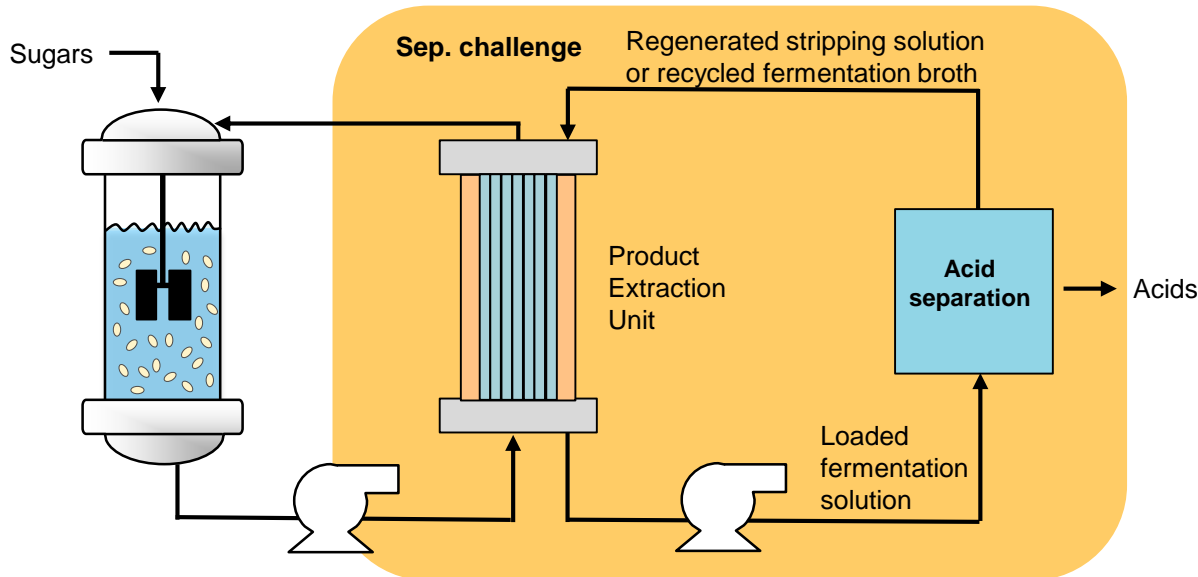 Sugars
Sep. challenge
Regenerated stripping solution
or recycled fermentation broth
Product
Extraction
Unit
Acid
separation
Acids
Loaded
fermentation
solution